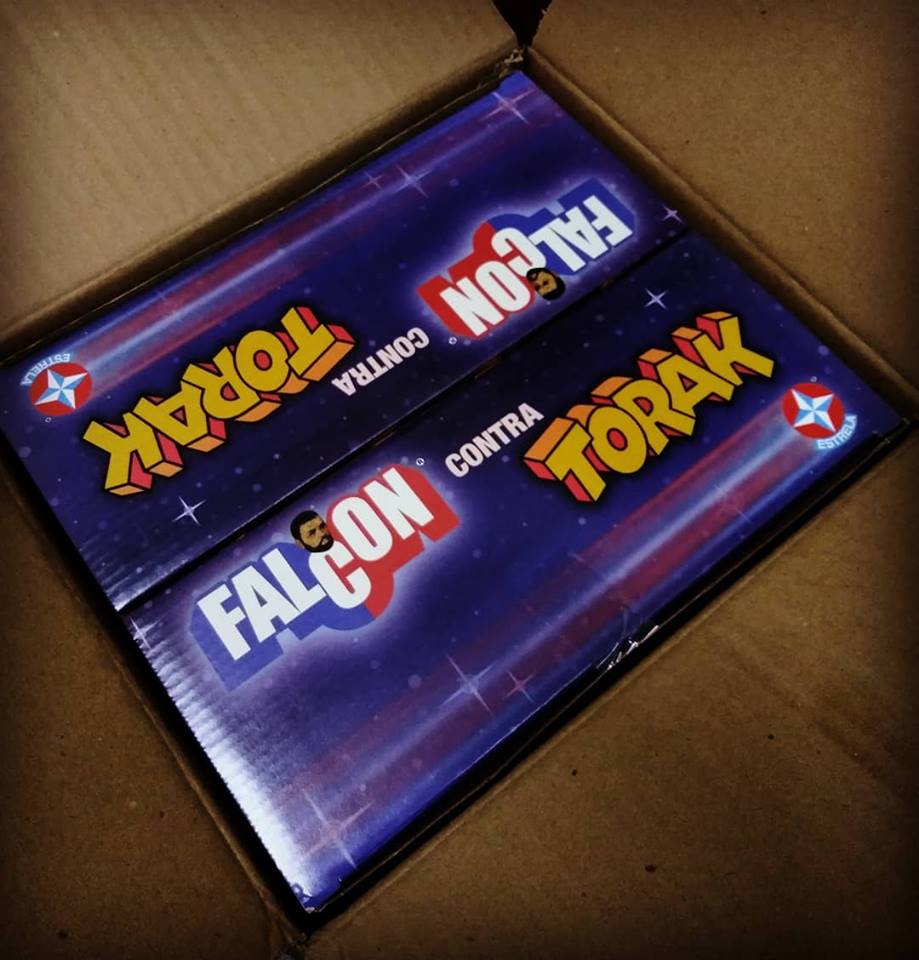 FALCON
CONTRA
TORAK
ESTRELA
FALCON
CONTRA
TORAK
ESTRELA